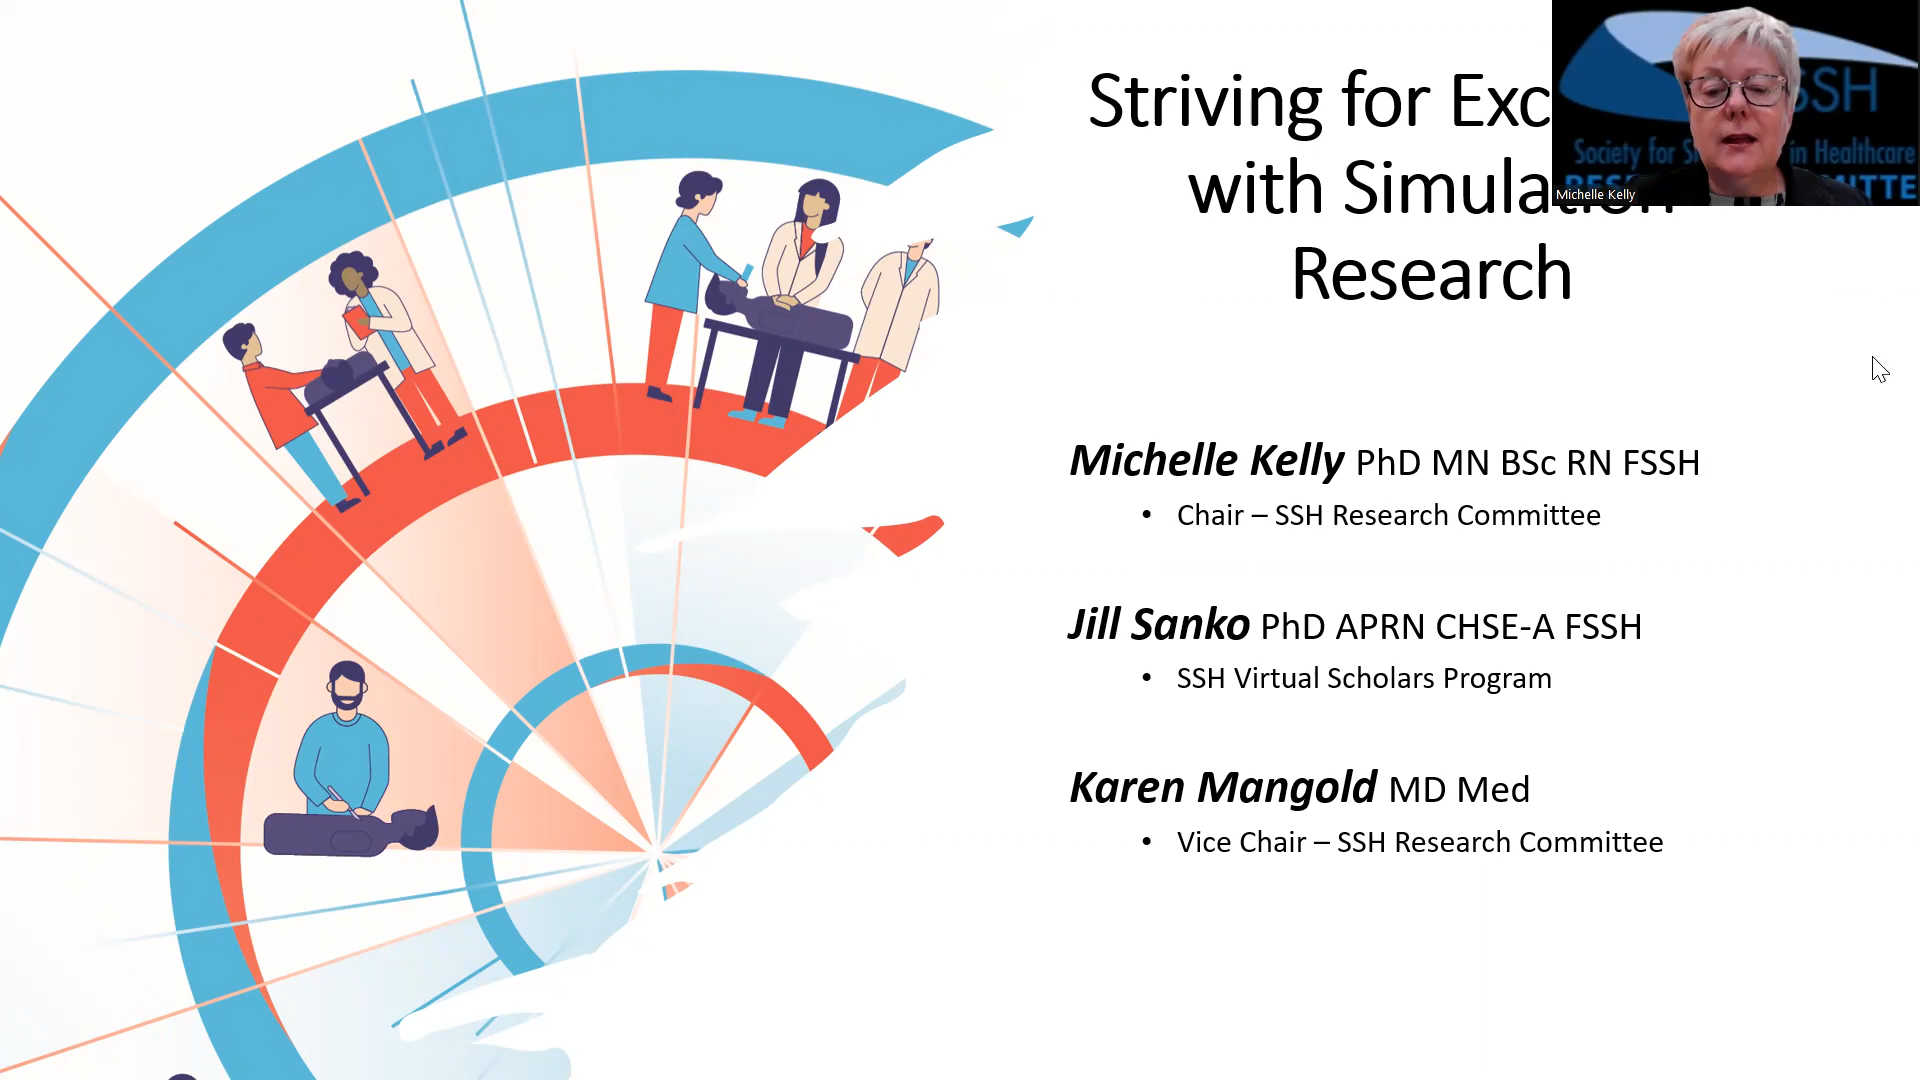 Striving for Exc
with Simulation
Research
SSH
Society for Si in Healthcare
Michelle Kelly
Michelle Kelly PhD MN BSc RN FSSH
• Chair – SSH Research Committee
Jill Sanko PhD APRN CHSE-A FSSH
• SSH Virtual Scholars Program
Karen Mangold MD Med
• Vice Chair – SSH Research Committee